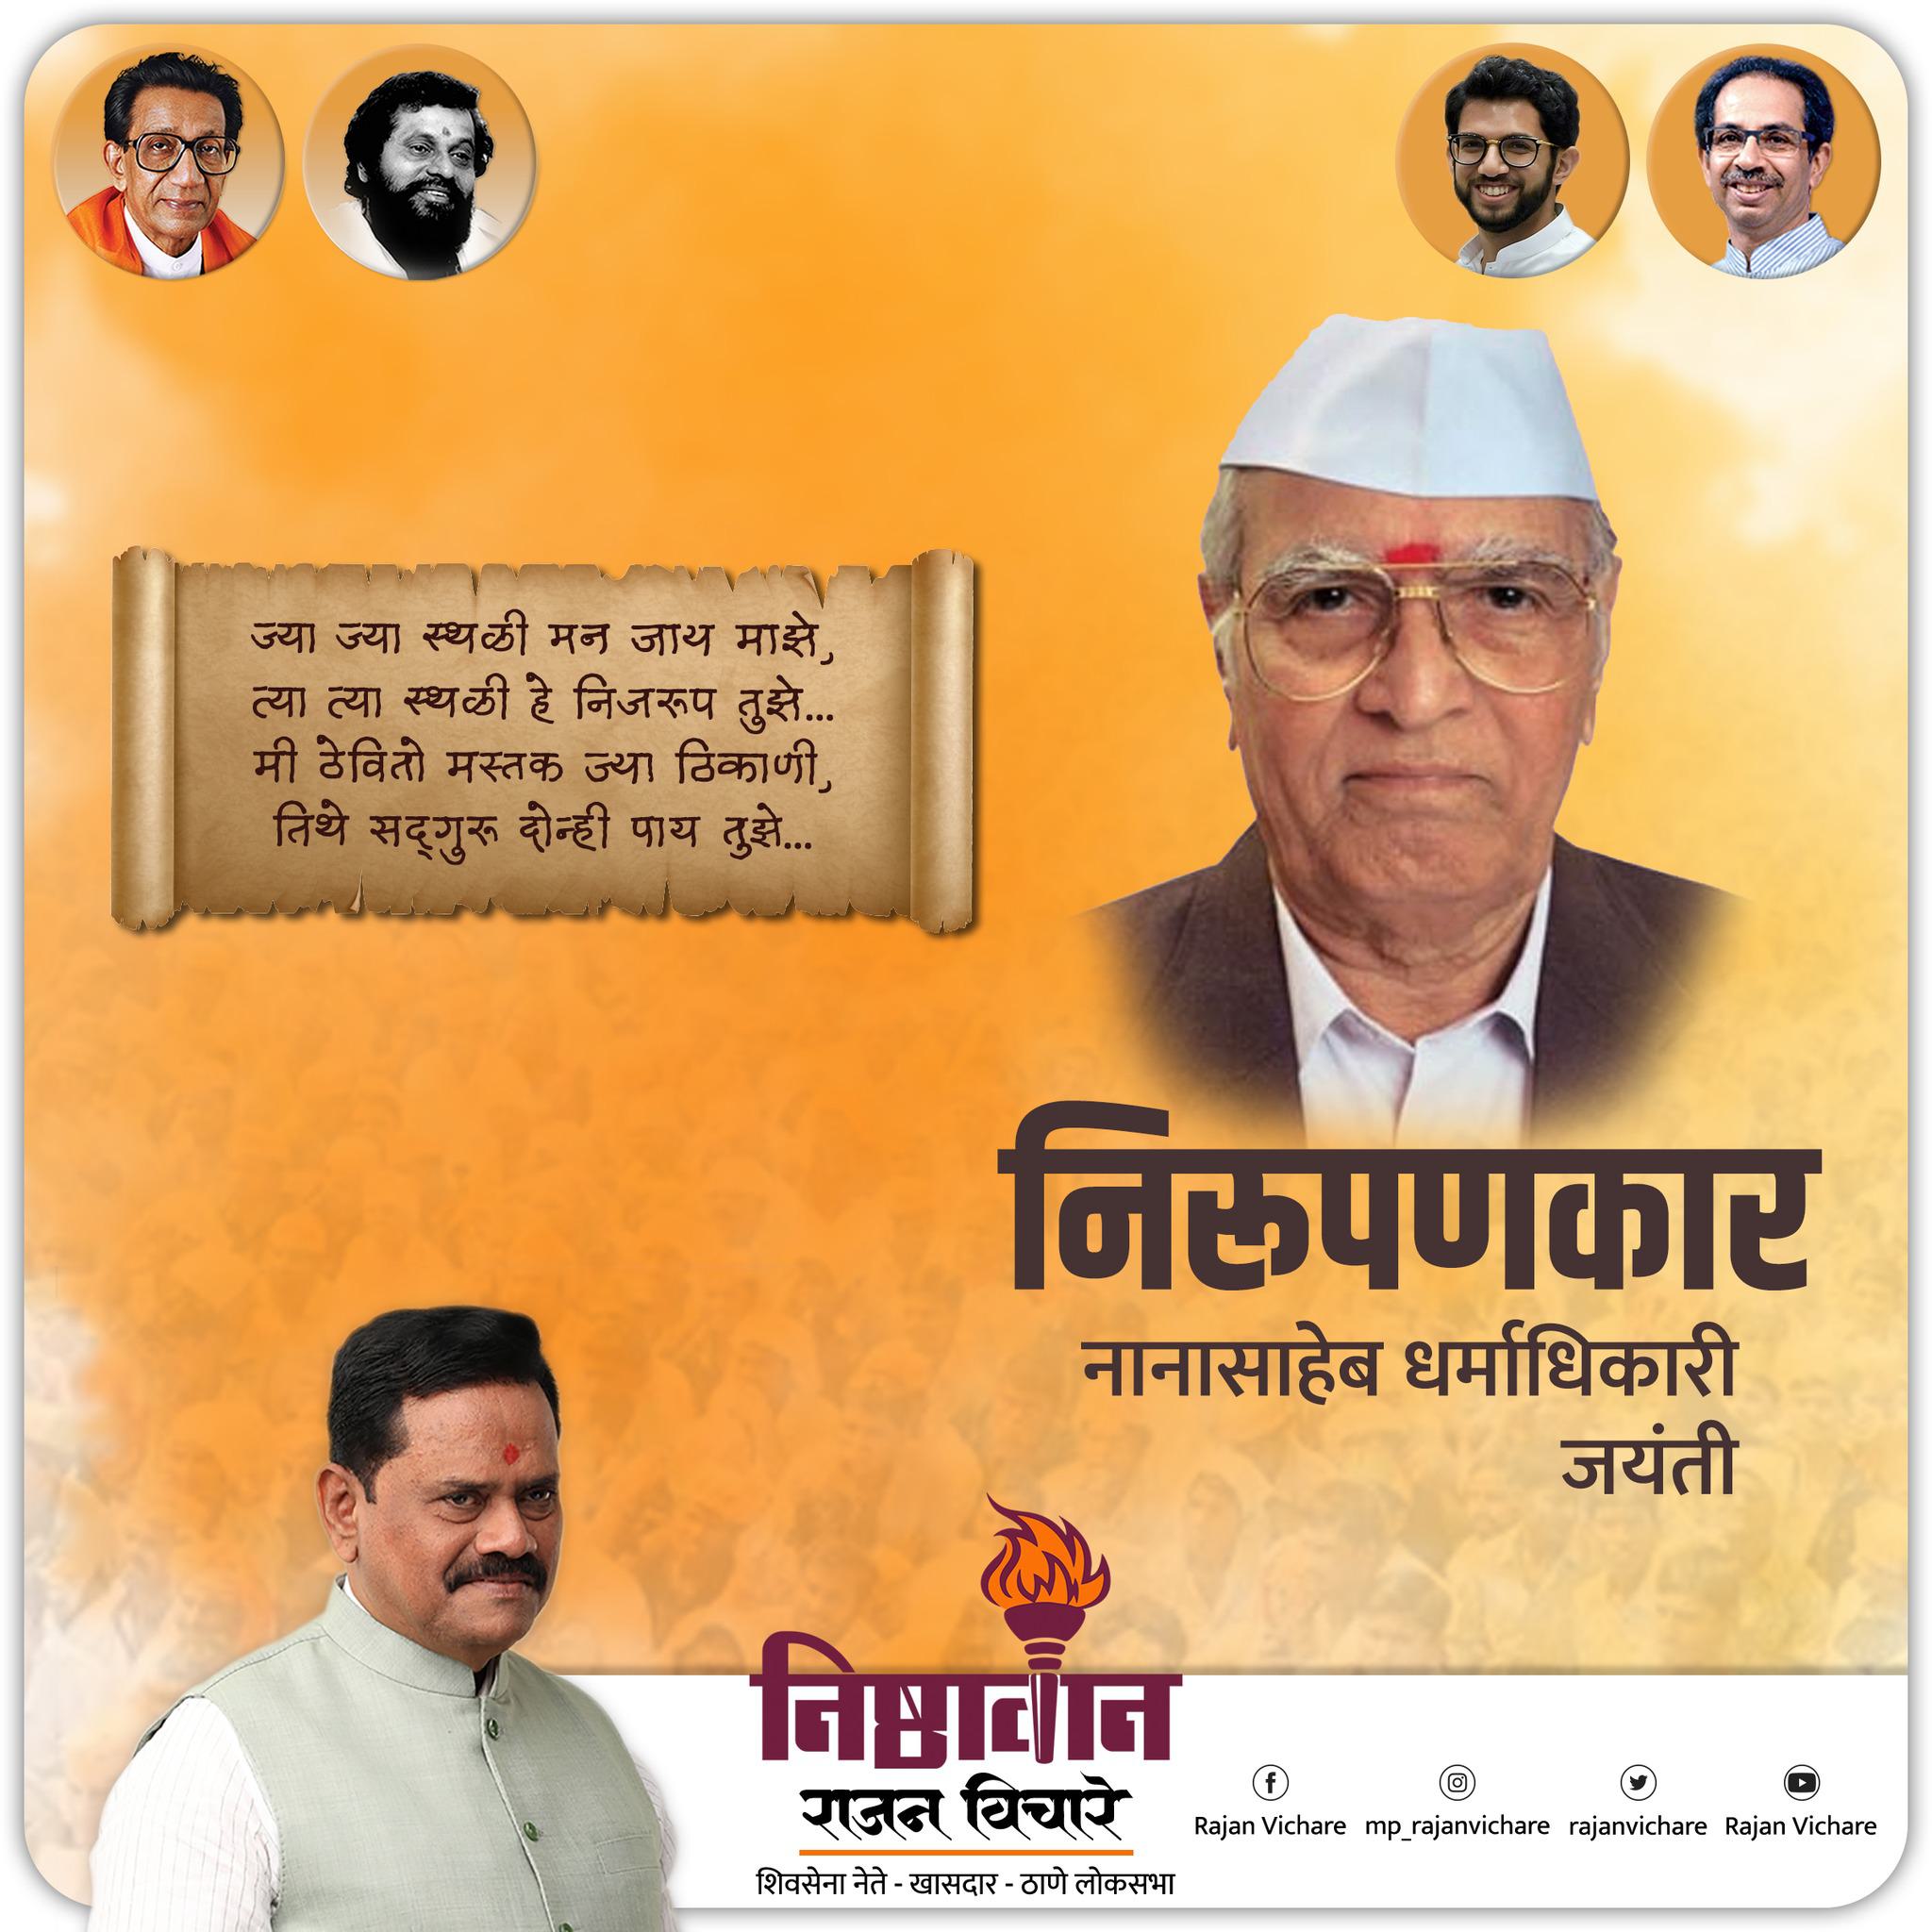 ज्या ज्या स्थळी मन जाय माझे,
त्या त्या स्थळी हे निजरूप तुझे...
मी ठेवितो मस्तक ज्या ठिकाणी,
तिथे सद्‌गुरू दोन्ही पाय तुझे...
निरूपणकार
नानासाहेब धर्माधिकारी
जयंती
निष्ठावान
राजन विचारे
शिवसेना नेते - खासदार - ठाणे लोकसभा
Rajan Vichare mp_rajanvichare rajanvichare Rajan Vichare